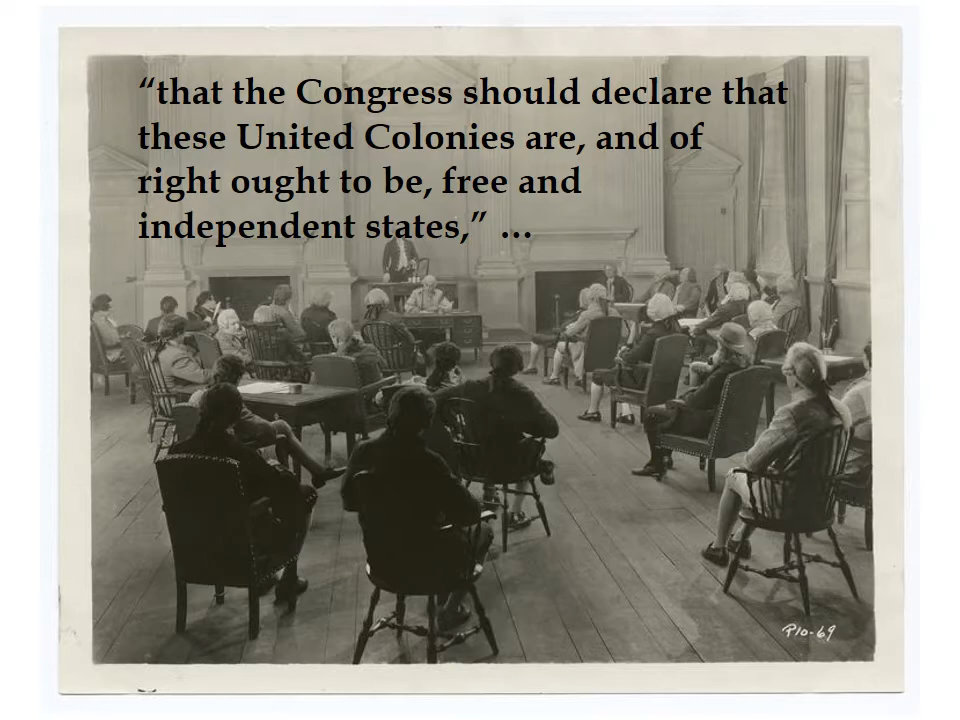 “that the Congress should declare that
these United Colonies are, and of
right ought to be, free and
independent states,” …
R10-69